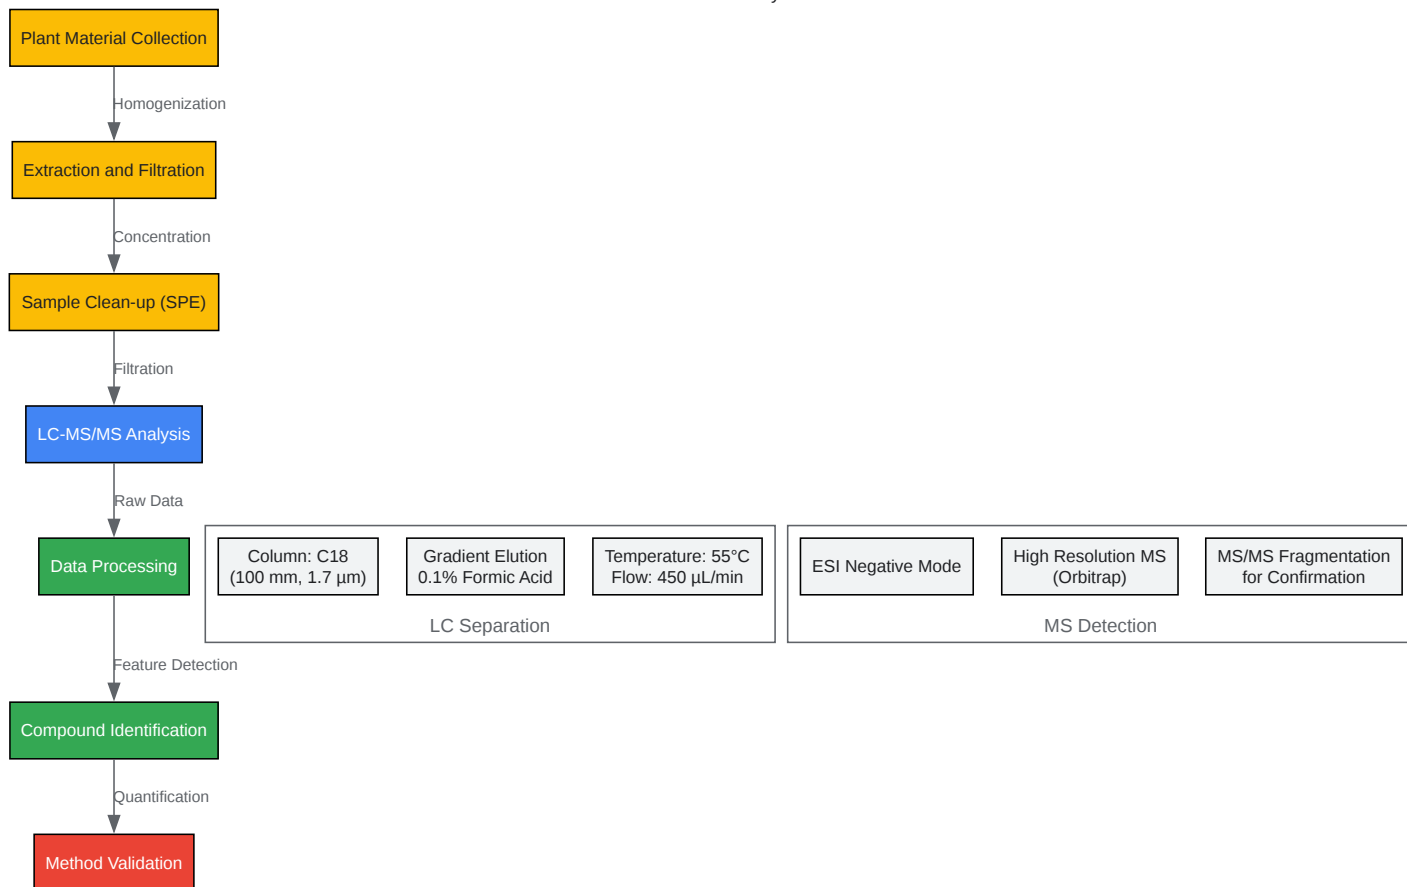 Plant Material Collection
Homogenization
Extraction and Filtration
Concentration
Sample Clean-up (SPE)
Filtration
LC-MS/MS Analysis
Raw Data
Data Processing
Column: C18
(100 mm, 1.7 µm)
Gradient Elution
0.1% Formic Acid
Temperature: 55°C
Flow: 450 µL/min
LC Separation
ESI Negative Mode
High Resolution MS
(Orbitrap)
MS/MS Fragmentation
for Confirmation
MS Detection
Feature Detection
Compound Identification
Quantification
Method Validation